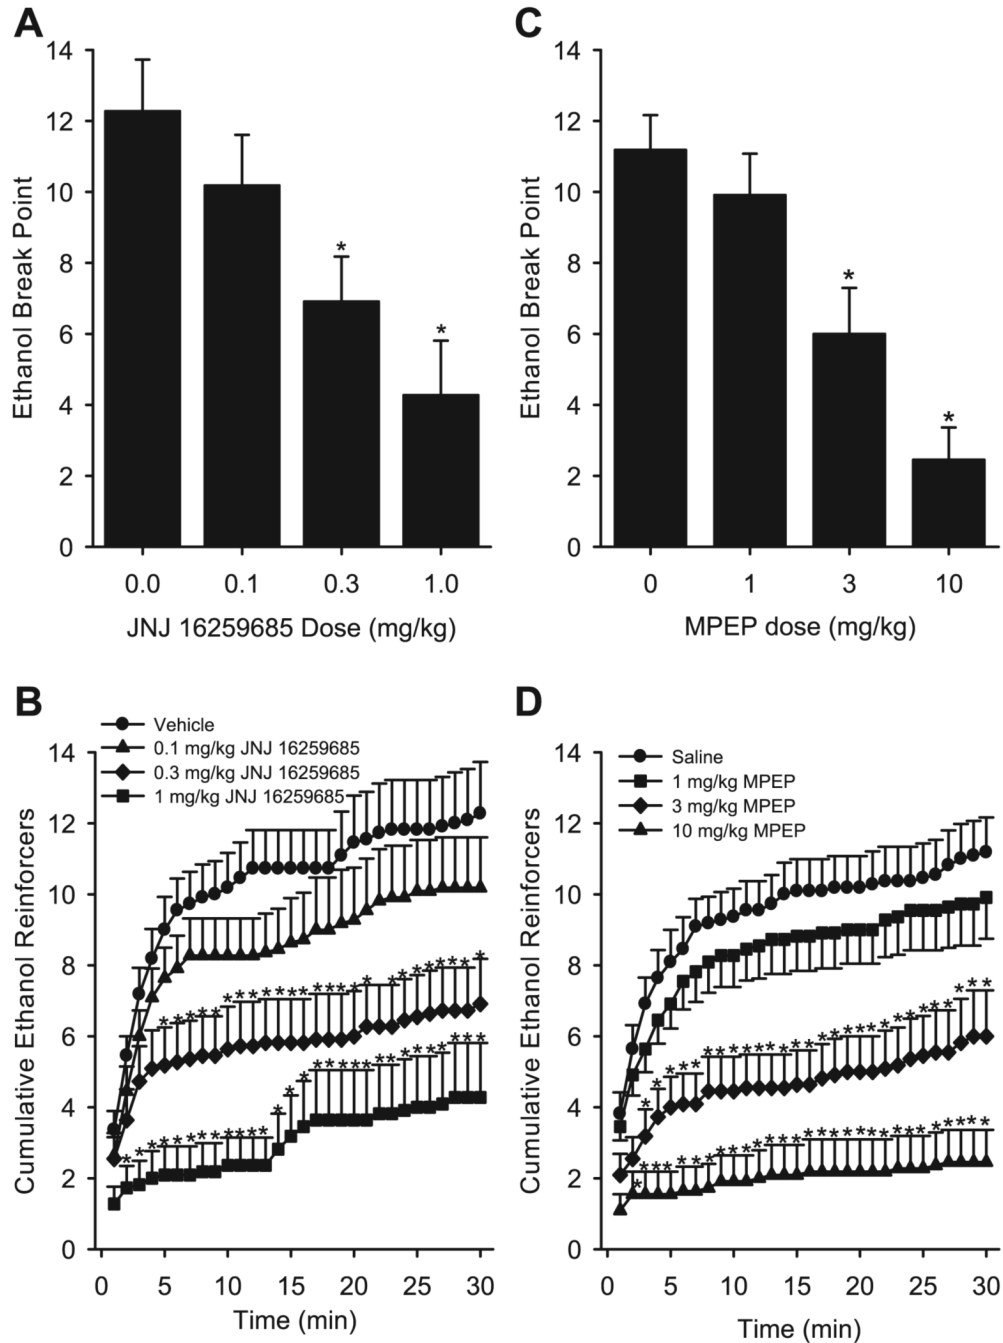 A
14
12
10
8
6
4
2
0
Ethanol Break Point
*
*
0.0 0.1 0.3 1.0
JNJ 16259685 Dose (mg/kg)
C
14
12
10
8
6
4
2
0
Ethanol Break Point
*
*
0 1 3 10
MPEP dose (mg/kg)
B
Vehicle
0.1 mg/kg JNJ 16259685
0.3 mg/kg JNJ 16259685
1 mg/kg JNJ 16259685
14
12
10
8
6
4
2
0
Cumulative Ethanol Reinforcers
0 5 10 15 20 25 30
Time (min)
D
Saline
1 mg/kg MPEP
3 mg/kg MPEP
10 mg/kg MPEP
14
12
10
8
6
4
2
0
Cumulative Ethanol Reinforcers
0 5 10 15 20 25 30
Time (min)